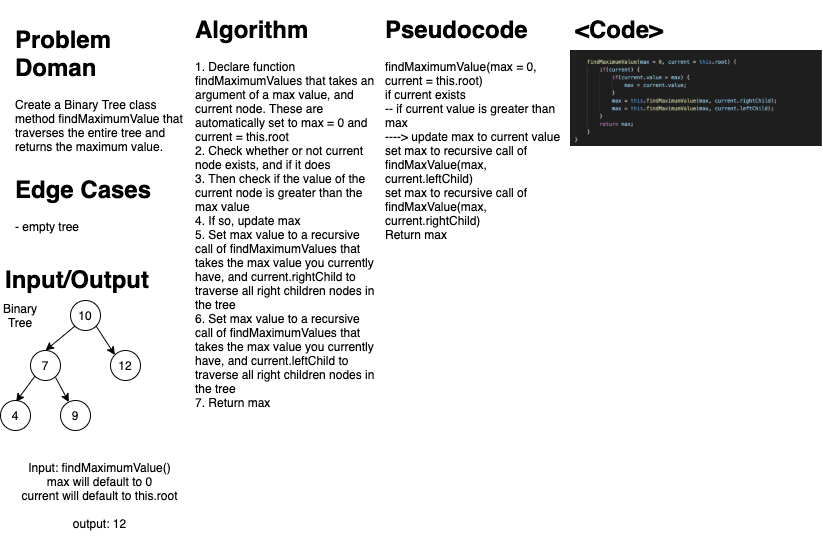 Problem
Doman
Create a Binary Tree class
method findMaximumValue that
traverses the entire tree and
returns the maximum value.
Edge Cases
- empty tree
Input/Output
Binary
Tree
10
7
12
4
9
Input: findMaximumValue()
max will default to 0
current will default to this.root
output: 12
Algorithm
1. Declare function
findMaximumValues that takes an
argument of a max value, and
current node. These are
automatically set to max = 0 and
current = this.root
2. Check whether or not current
node exists, and if it does
3. Then check if the value of the
current node is greater than the
max value
4. If so, update max
5. Set max value to a recursive
call of findMaximumValues that
takes the max value you currently
have, and current.rightChild to
traverse all right children nodes in
the tree
6. Set max value to a recursive
call of findMaximumValues that
takes the max value you currently
have, and current.leftChild to
traverse all right children nodes in
the tree
7. Return max
Pseudocode
findMaximumValue(max = 0,
current = this.root)
if current exists
-- if current value is greater than
max
----> update max to current value
set max to recursive call of
findMaxValue(max,
current.leftChild)
set max to recursive call of
findMaxValue(max,
current.rightChild)
Return max
<Code>
findMaximumValue(max = 0, current = this.root) {
if(current) {
if(current.value > max) {
max = current.value;
}
max = this.findMaximumValue(max, current.rightChild);
max = this.findMaximumValue(max, current.leftChild);
}
return max;
}
}